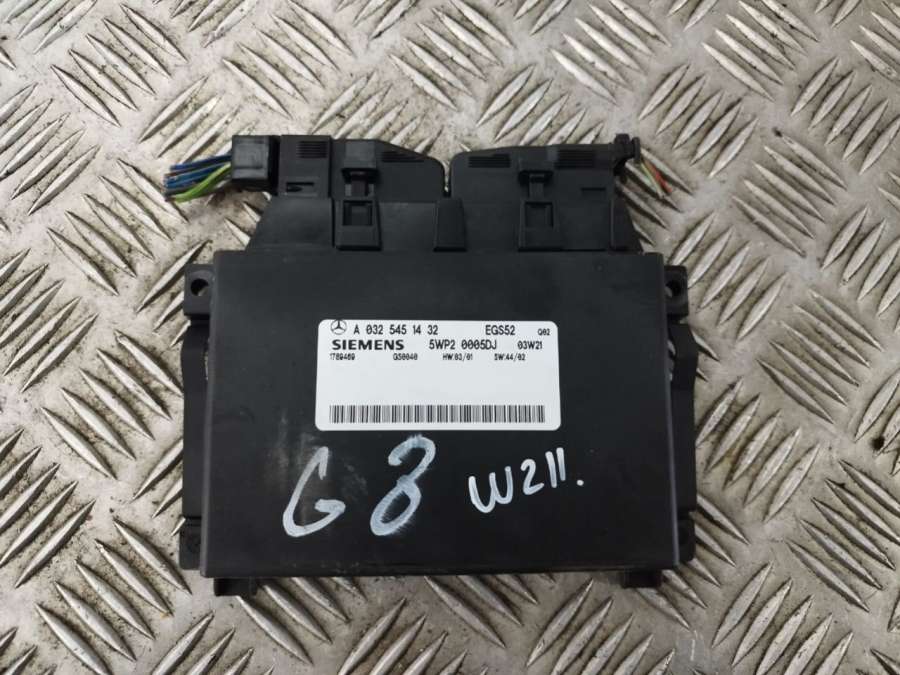 A 032 545 14 32 EGS52 Q02
SIEMENS 5WP2 0005DJ 03W21
1789469 G50040 HW:03/01 SW:44/02
G8 W211.